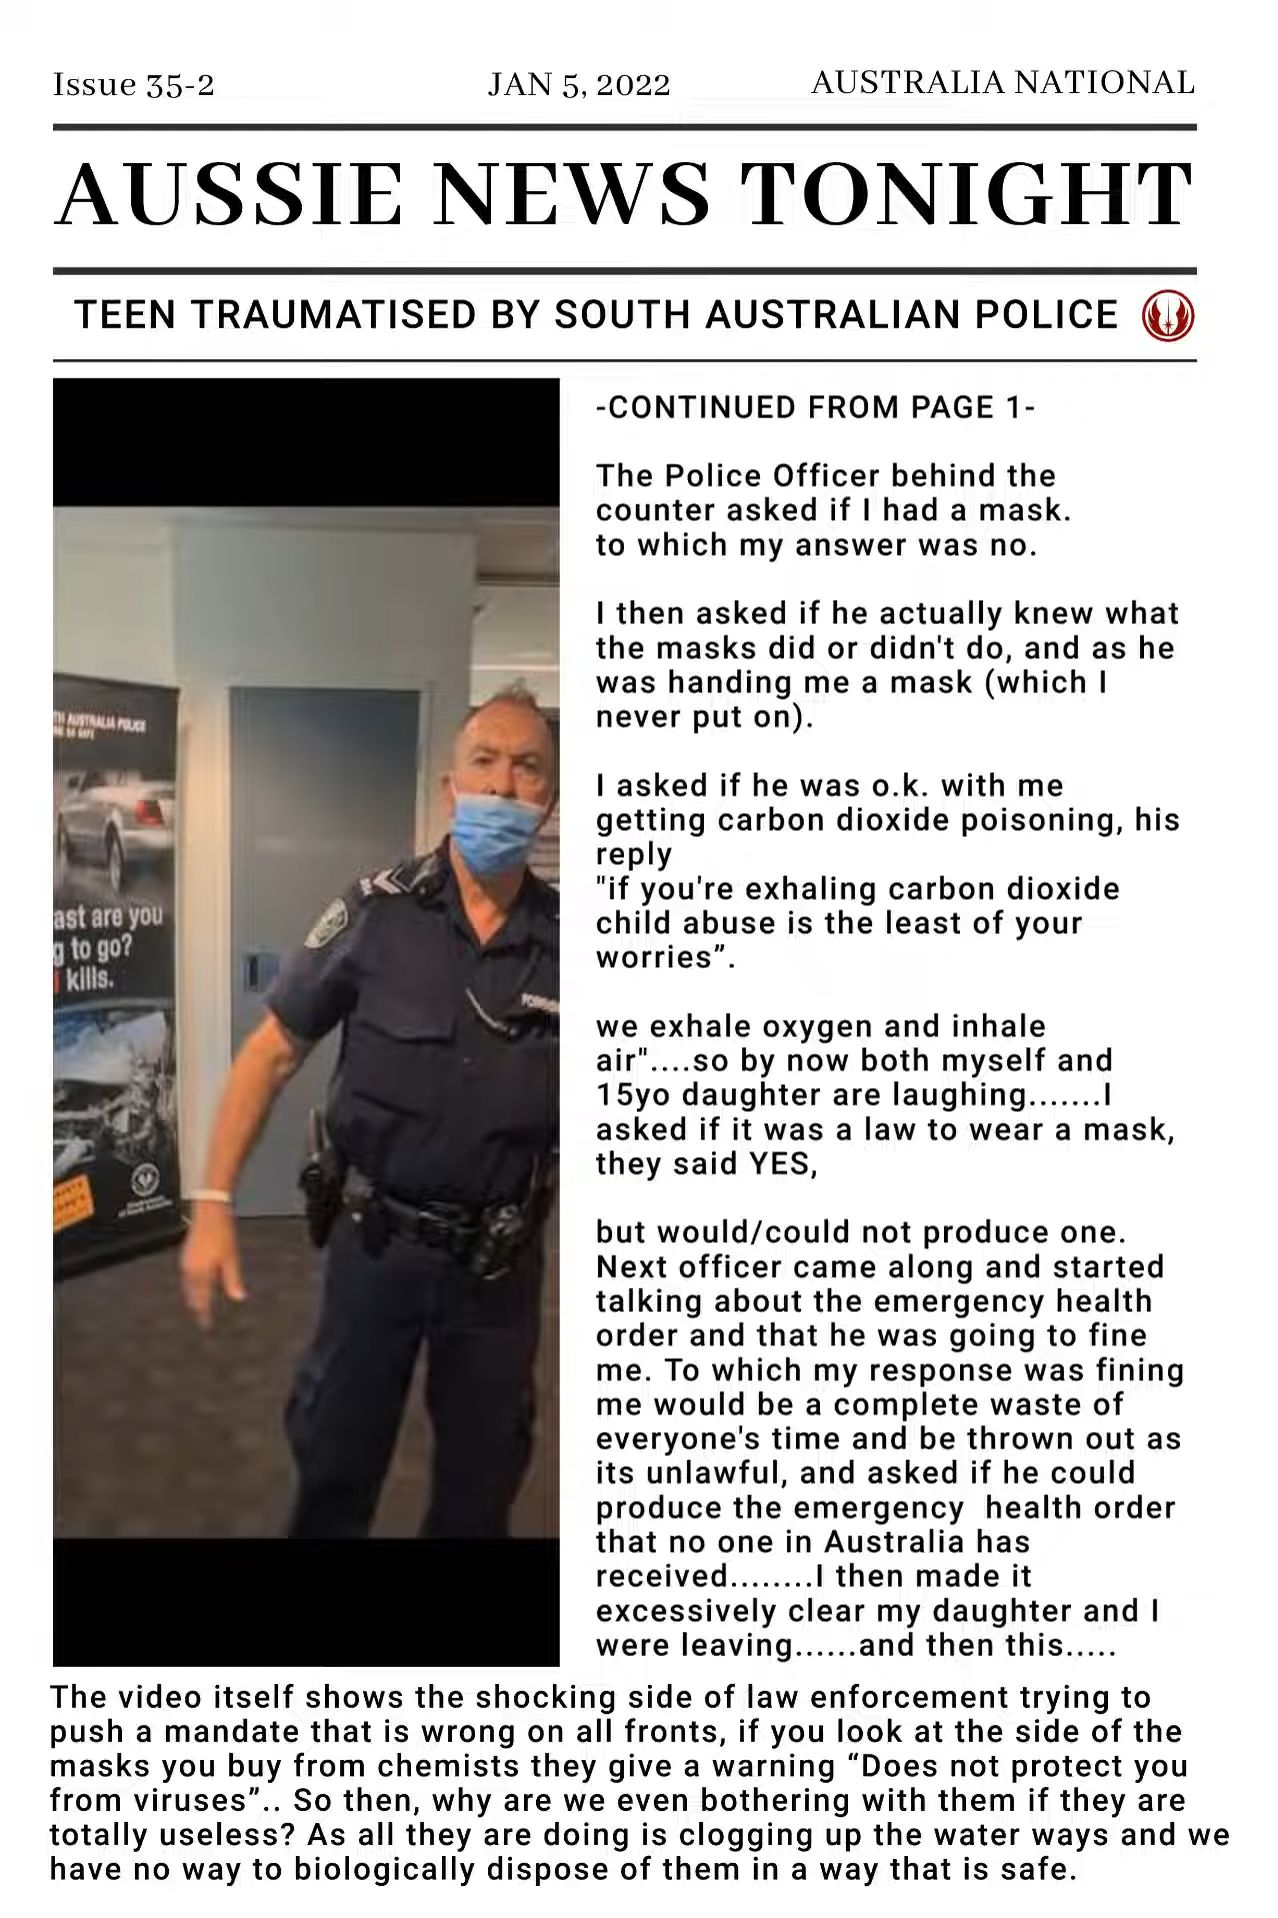 Issue 35-2
JAN 5, 2022
AUSTRALIA NATIONAL
AUSSIE NEWS TONIGHT
TEEN TRAUMATISED BY SOUTH AUSTRALIAN POLICE
TH AUSTRALIA POLICE
ast are you
g to go?
kills.
-CONTINUED FROM PAGE 1-
The Police Officer behind the
counter asked if I had a mask.
to which my answer was no.
I then asked if he actually knew what
the masks did or didn't do, and as he
was handing me a mask (which I
never put on).
I asked if he was o.k. with me
getting carbon dioxide poisoning, his
reply
"if you're exhaling carbon dioxide
child abuse is the least of your
worries”.
we exhale oxygen and inhale
air"....so by now both myself and
15yo daughter are laughing.......I
asked if it was a law to wear a mask,
they said YES,
but would/could not produce one.
Next officer came along and started
talking about the emergency health
order and that he was going to fine
me. To which my response was fining
me would be a complete waste of
everyone's time and be thrown out as
its unlawful, and asked if he could
produce the emergency  health order
that no one in Australia has
received........I then made it
excessively clear my daughter and I
were leaving......and then this.....
The video itself shows the shocking side of law enforcement trying to
push a mandate that is wrong on all fronts, if you look at the side of the
masks you buy from chemists they give a warning “Does not protect you
from viruses”.. So then, why are we even bothering with them if they are
totally useless? As all they are doing is clogging up the water ways and we
have no way to biologically dispose of them in a way that is safe.